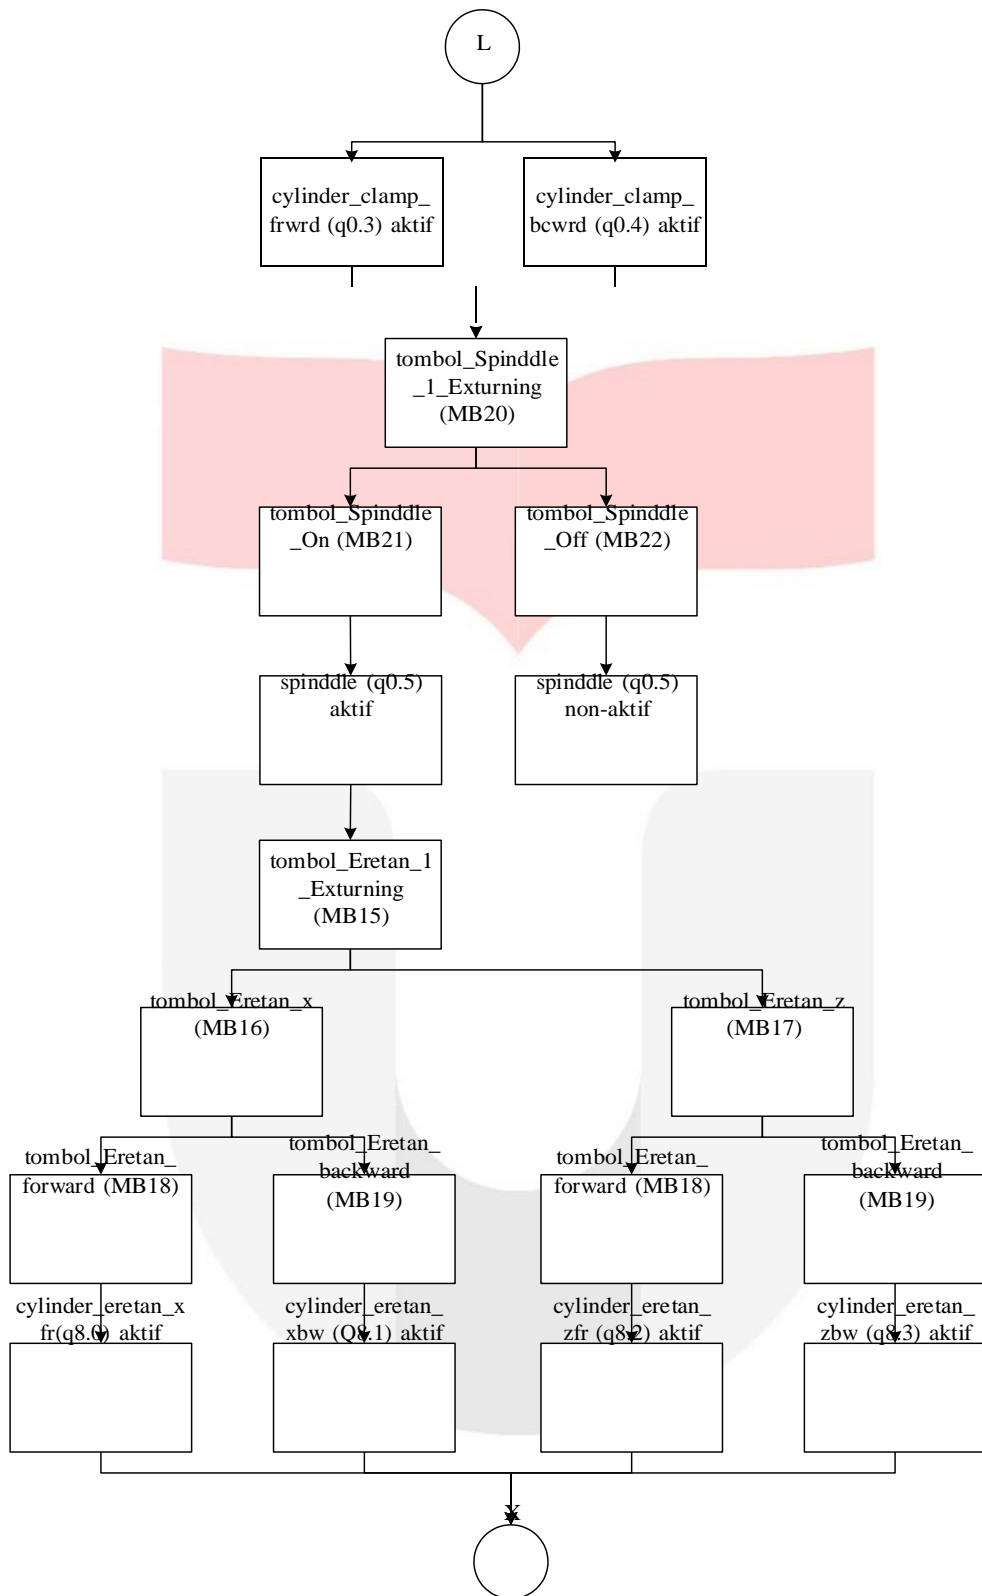 L
cylinder_clamp_
frwrd (q0.3) aktif
cylinder_clamp_
bcwrd (q0.4) aktif
tombol_Spinddle
_1_Exturning
(MB20)
tombol_Spinddle
_On (MB21)
tombol_Spinddle
_Off (MB22)
spinddle (q0.5)
aktif
spinddle (q0.5)
non-aktif
tombol_Eretan_1
_Exturning
(MB15)
tombol_Eretan_x
(MB16)
tombol_Eretan_z
(MB17)
tombol_Eretan_
forward (MB18)
tombol_Eretan_
backward
(MB19)
tombol_Eretan_
forward (MB18)
tombol_Eretan_
backward
(MB19)
cylinder_eretan_x
fr(q8.0) aktif
cylinder_eretan_
xbw (Q8.1) aktif
cylinder_eretan_
zfr (q8.2) aktif
cylinder_eretan_
zbw (q8.3) aktif
X